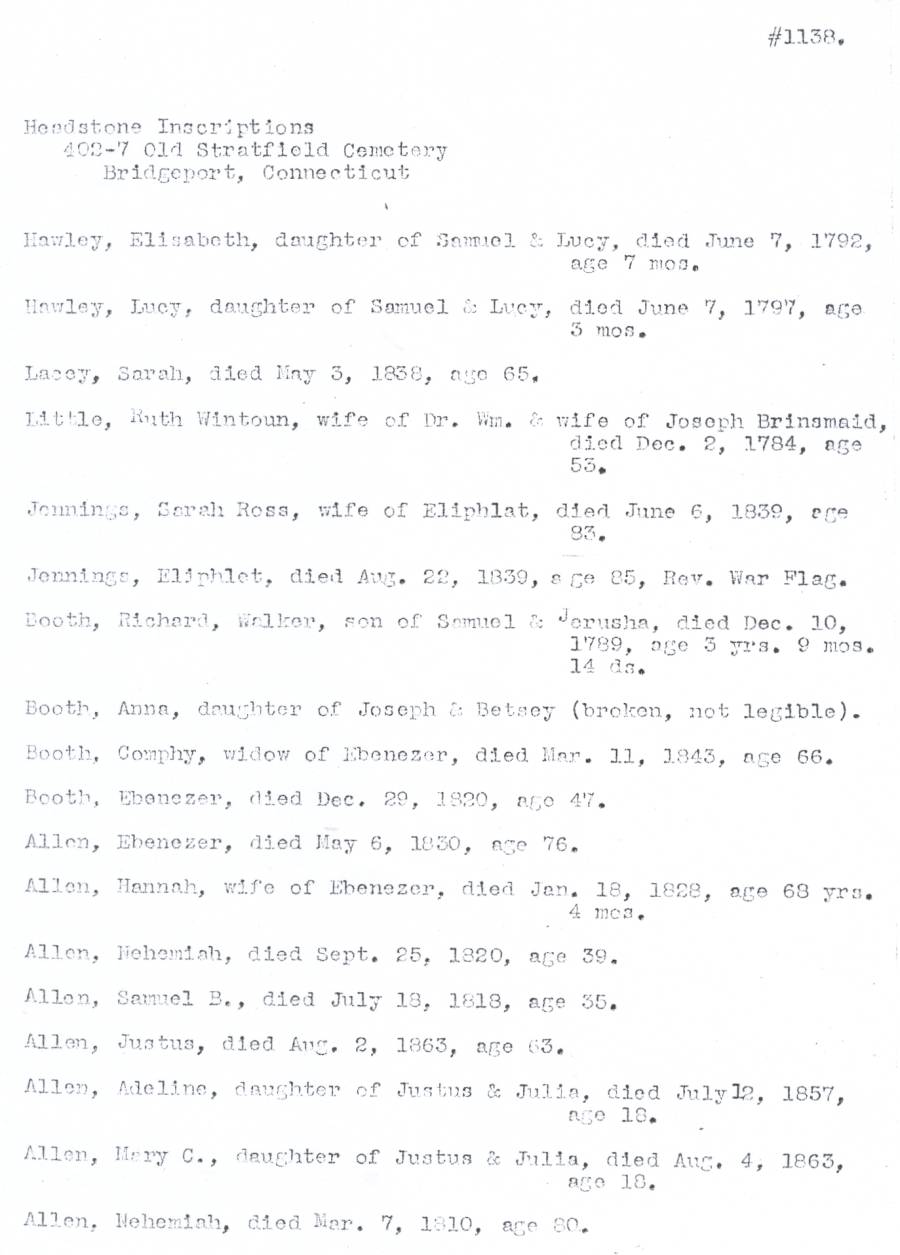 #1138.
Headstone Inscriptions
402-7 Old Stratfield Cemetery
Bridgeport, Connecticut
Hawley, Elisabeth, daughter of Samuel & Lucy, died June 7, 1792,
age 7 mos.
Hawley, Lucy, daughter of Samuel & Lucy, died June 7, 1797, age
3 mos.
Lacey, Sarah, died May 3, 1838, age 65.
Little, Ruth Wintoun, wife of Dr. Wm. & wife of Joseph Brinsmaid,
died Dec. 2, 1784, age
53.
Jennings, Sarah Ross, wife of Eliphlat, died June 6, 1839, age
83.
Jennings, Eliphlet, died Aug. 22, 1839, age 85, Rev. War Flag.
Booth, Richard, Walker, son of Samuel & Jerusha, died Dec. 10,
1789, age 3 yrs. 9 mos.
14 ds.
Booth, Anna, daughter of Joseph & Betsey (broken, not legible).
Booth, Comphy, widow of Ebenezer, died Mar. 11, 1843, age 66.
Booth, Ebenezer, died Dec. 29, 1820, age 47.
Allen, Ebenezer, died May 6, 1830, age 76.
Allen, Hannah, wife of Ebenezer, died Jan. 18, 1828, age 68 yrs.
4 mos.
Allen, Nehemiah, died Sept. 25, 1820, age 39.
Allen, Samuel B., died July 18, 1818, age 35.
Allen, Justus, died Aug. 2, 1863, age 63.
Allen, Adeline, daughter of Justus & Julia, died July 12, 1857,
age 18.
Allen, Mary C., daughter of Justus & Julia, died Aug. 4, 1863,
age 18.
Allen, Nehemiah, died Mar. 7, 1810, age 80.